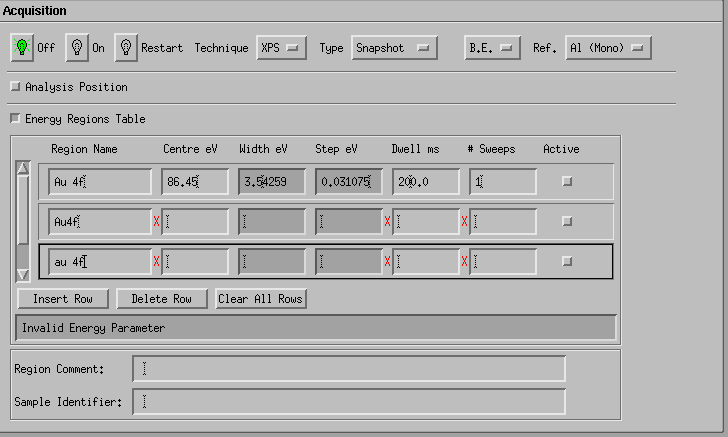 Acquisition
Off On Restart Technique XPS Type Snapshot B.E. Ref. Al (Mono)
Analysis Position
Energy Regions Table
Region Name Centre eV Width eV Step eV Dwell ms # Sweeps Active
Au 4f 86.45 3.54259 0.031075 200.0 1
Au4f X X X
au 4f X X X
Insert Row Delete Row Clear All Rows
Invalid Energy Parameter
Region Comment:
Sample Identifier: